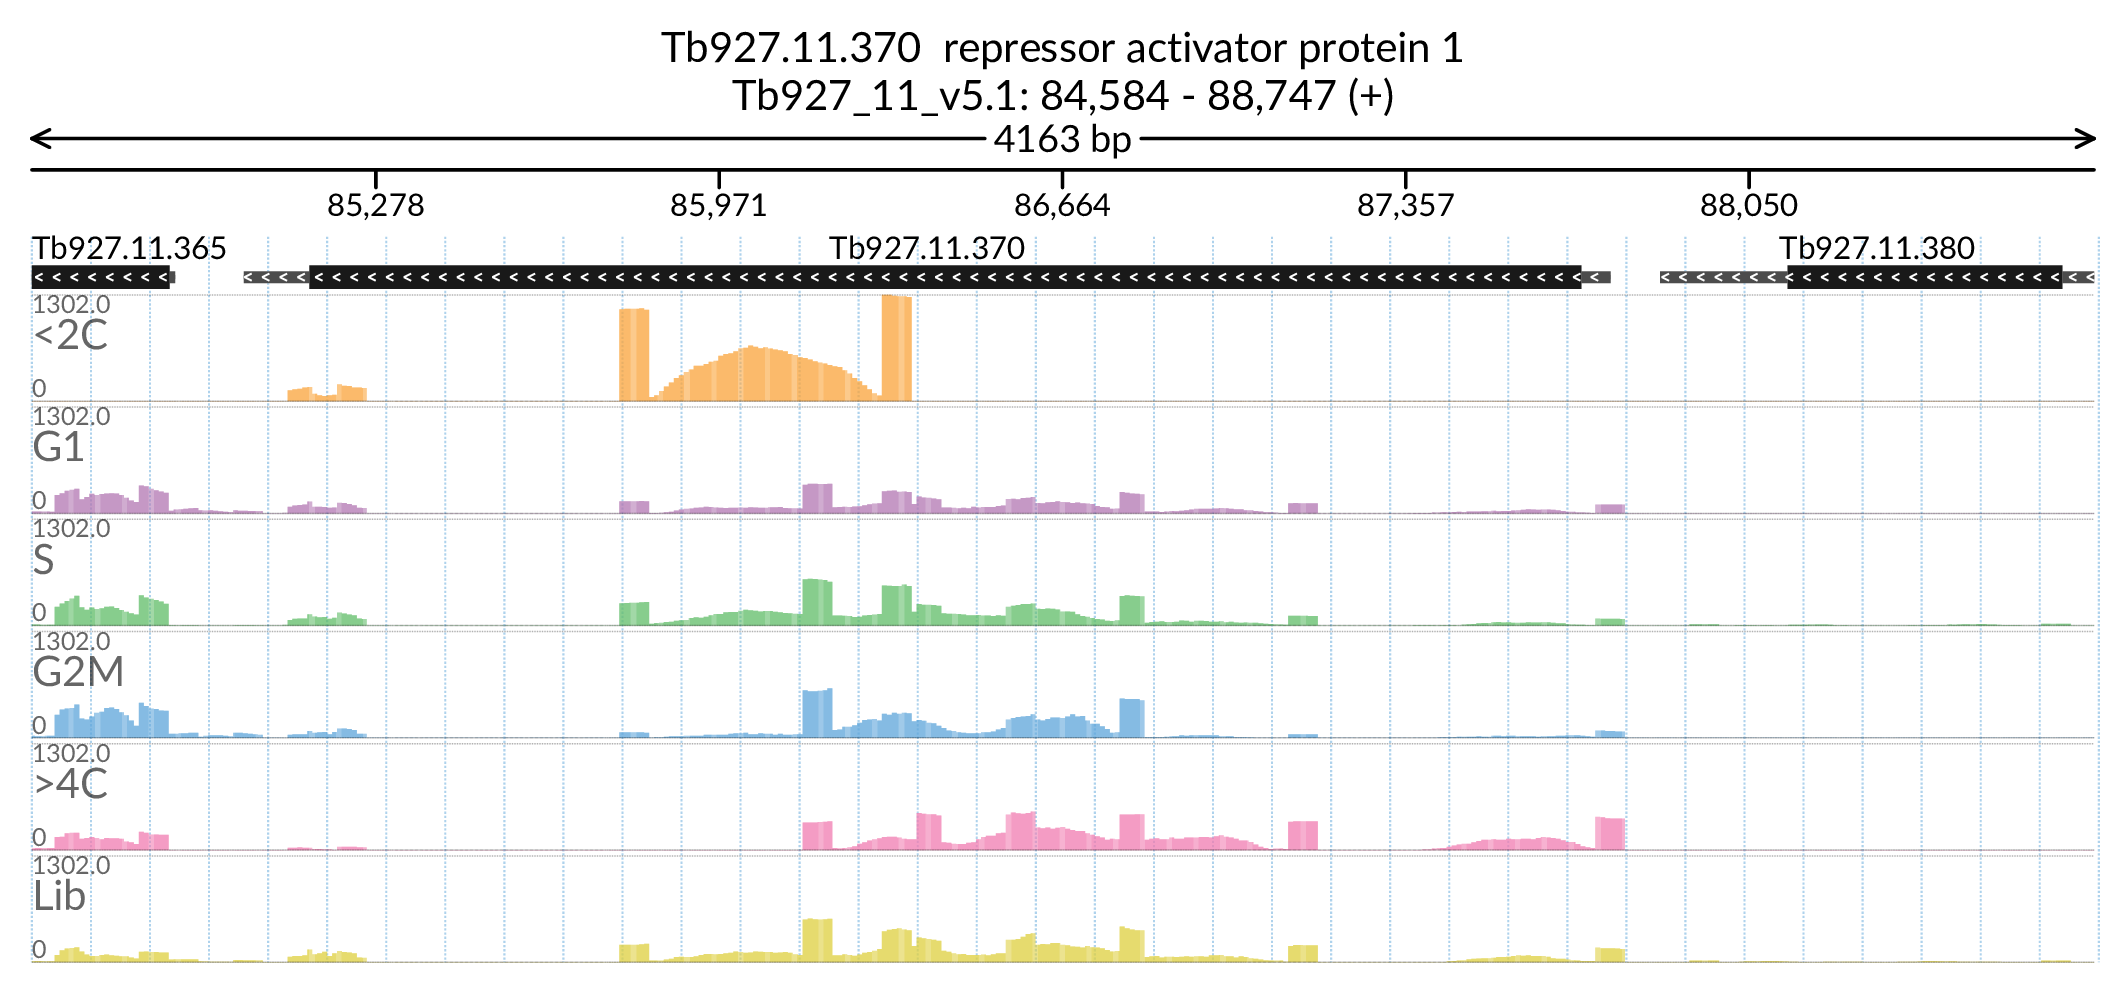 Tb927.11.370 repressor activator protein 1
Tb927_11_v5.1: 84,584 - 88,747 (+)
4163 bp
85,278 85,971 86,664 87,357 88,050
Tb927.11.365 Tb927.11.370 Tb927.11.380
1302.0
<2C
0
1302.0
G1
0
1302.0
S
0
1302.0
G2M
0
1302.0
>4C
0
1302.0
Lib
0